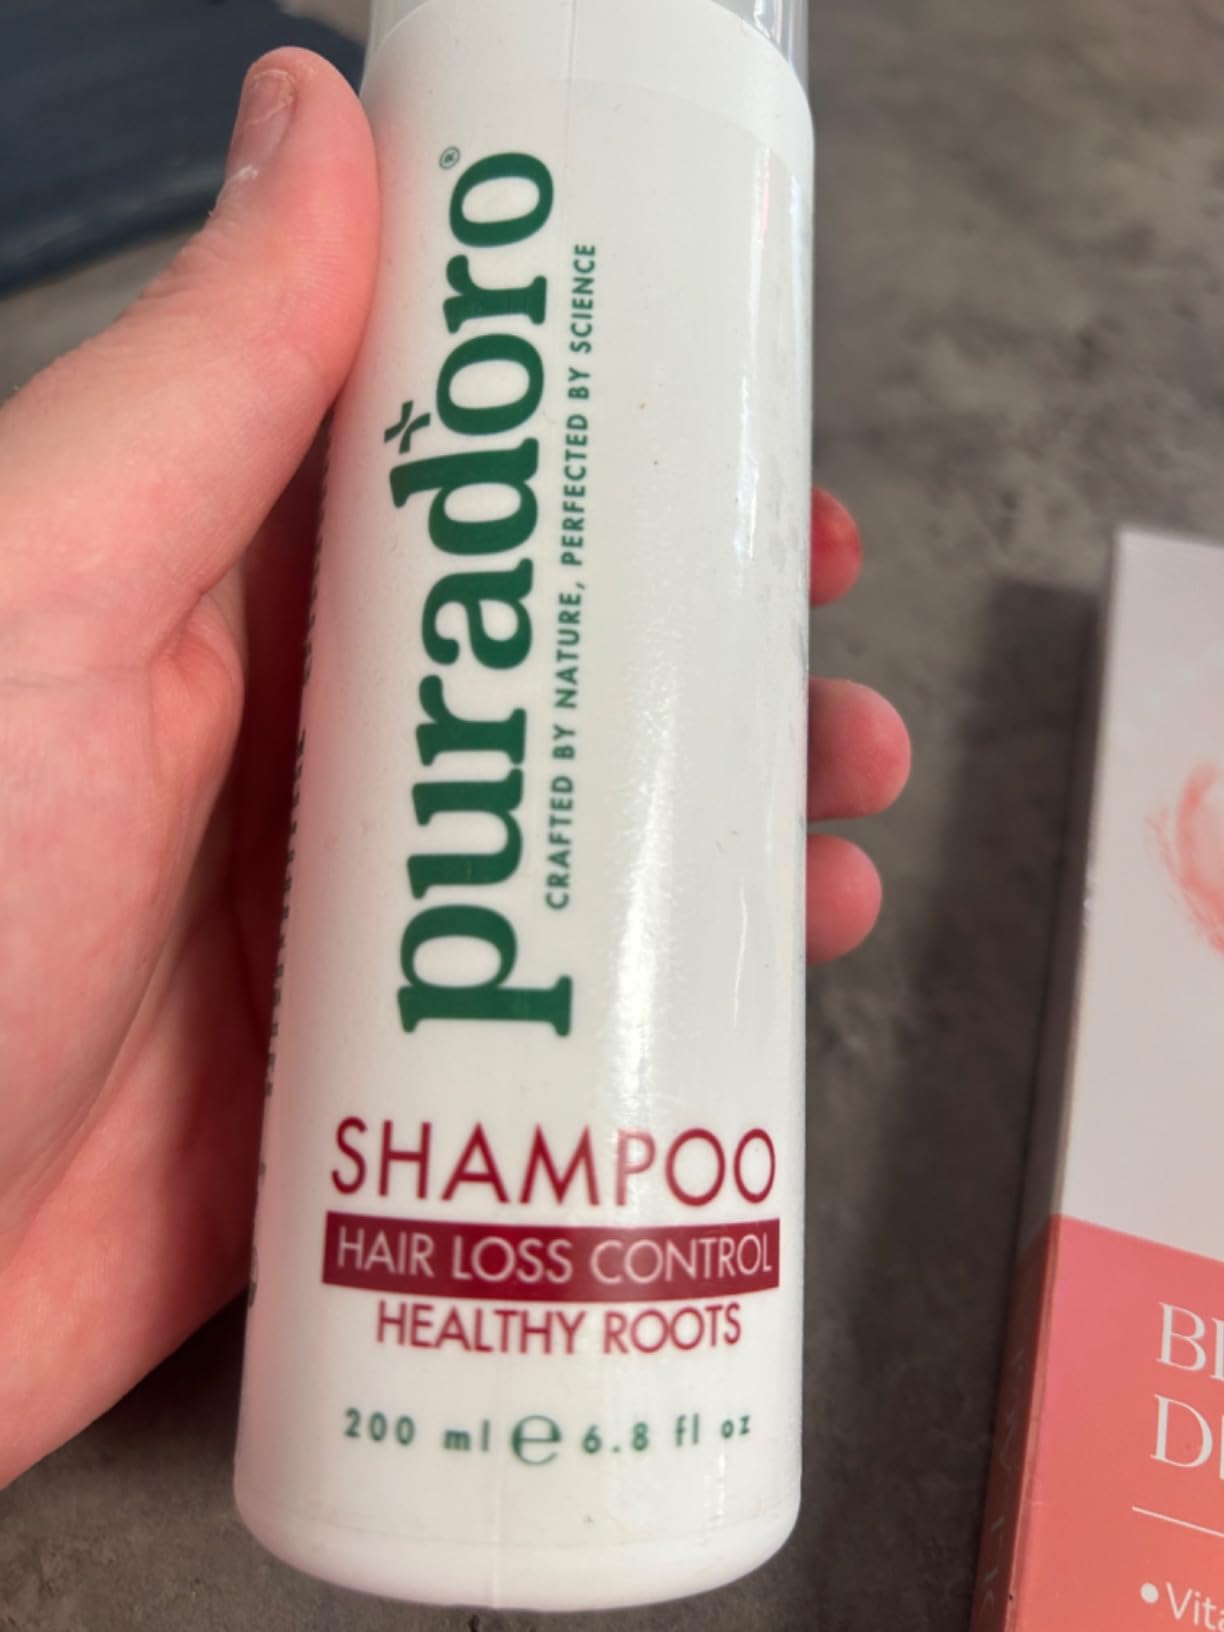 puradoro®
CRAFTED BY NATURE, PERFECTED BY SCIENCE
SHAMPOO
HAIR LOSS CONTROL
HEALTHY ROOTS
200 ml ℮ 6.8 fl oz